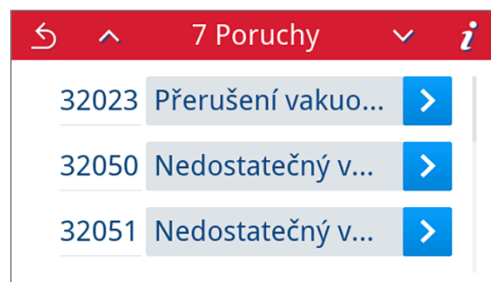 7 Poruchy i
32023 Přerušení vakuo...
32050 Nedostatečný v...
32051 Nedostatečný v...